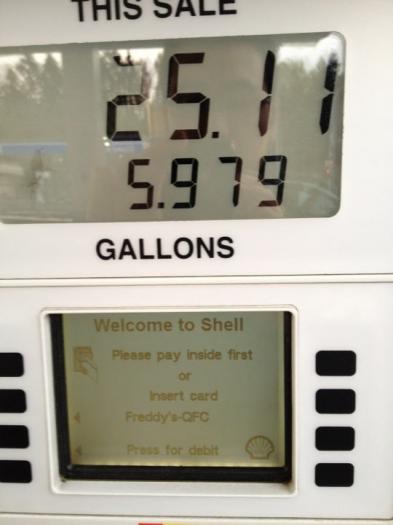 THIS SALE
25.11
5.979
GALLONS
Welcome to Shell
Please pay inside first
or
Insert card
Freddy's-QFC
Press for debit